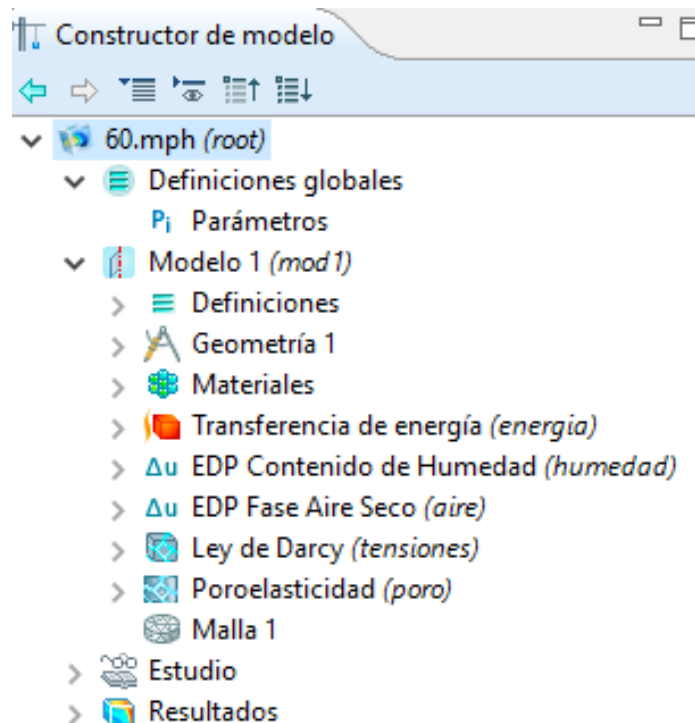 Constructor de modelo
60.mph (root)
Definiciones globales
Pi Parámetros
Modelo 1 (mod1)
Definiciones
Geometría 1
Materiales
Transferencia de energía (energia)
Δu EDP Contenido de Humedad (humedad)
Δu EDP Fase Aire Seco (aire)
Ley de Darcy (tensiones)
Poroelasticidad (poro)
Malla 1
Estudio
Resultados